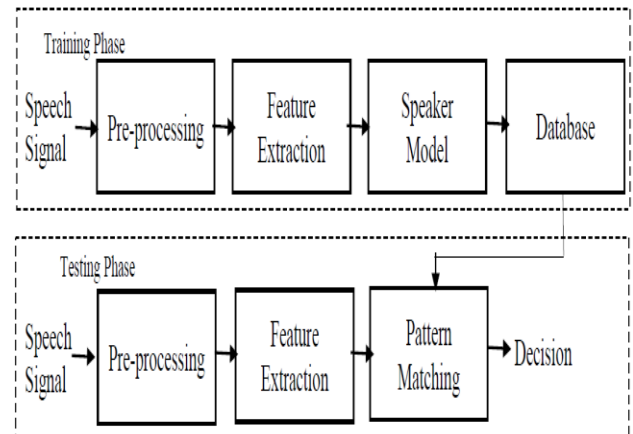 Training Phase
Speech
Signal
Pre-processing
Feature
Extraction
Speaker
Model
Database
Testing Phase
Speech
Signal
Pre-processing
Feature
Extraction
Pattern
Matching
Decision